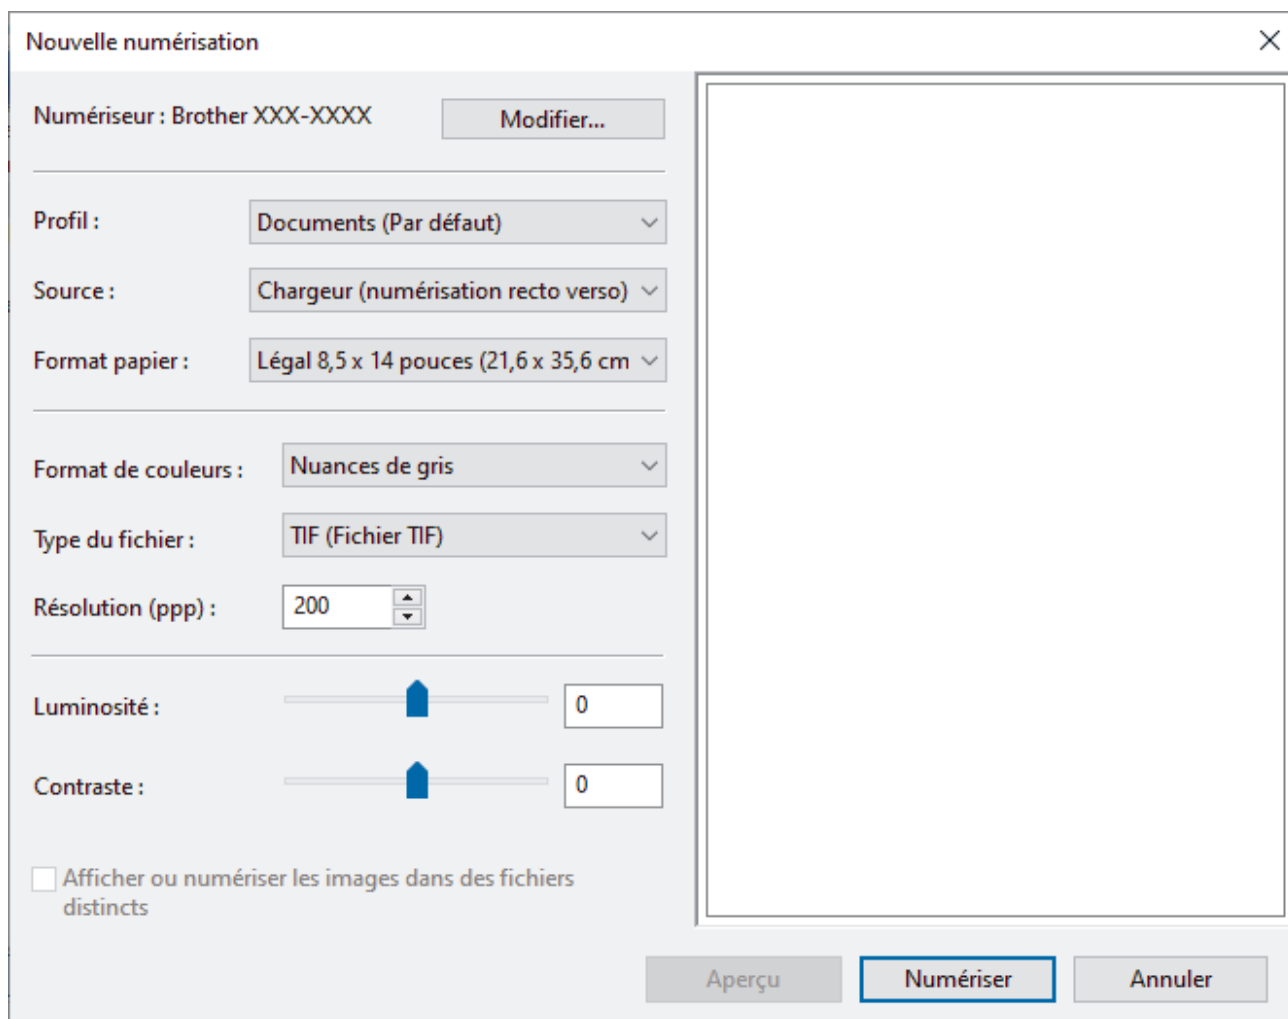 Nouvelle numérisation
Numériseur : Brother XXX-XXXX
Modifier...
Profil :
Documents (Par défaut)
Source :
Chargeur (numérisation recto verso)
Format papier :
Légal 8,5 x 14 pouces (21,6 x 35,6 cm
Format de couleurs :
Nuances de gris
Type du fichier :
TIF (Fichier TIF)
Résolution (ppp) :
200
Luminosité :
0
Contraste :
0
Afficher ou numériser les images dans des fichiers
distincts
Aperçu
Numériser
Annuler